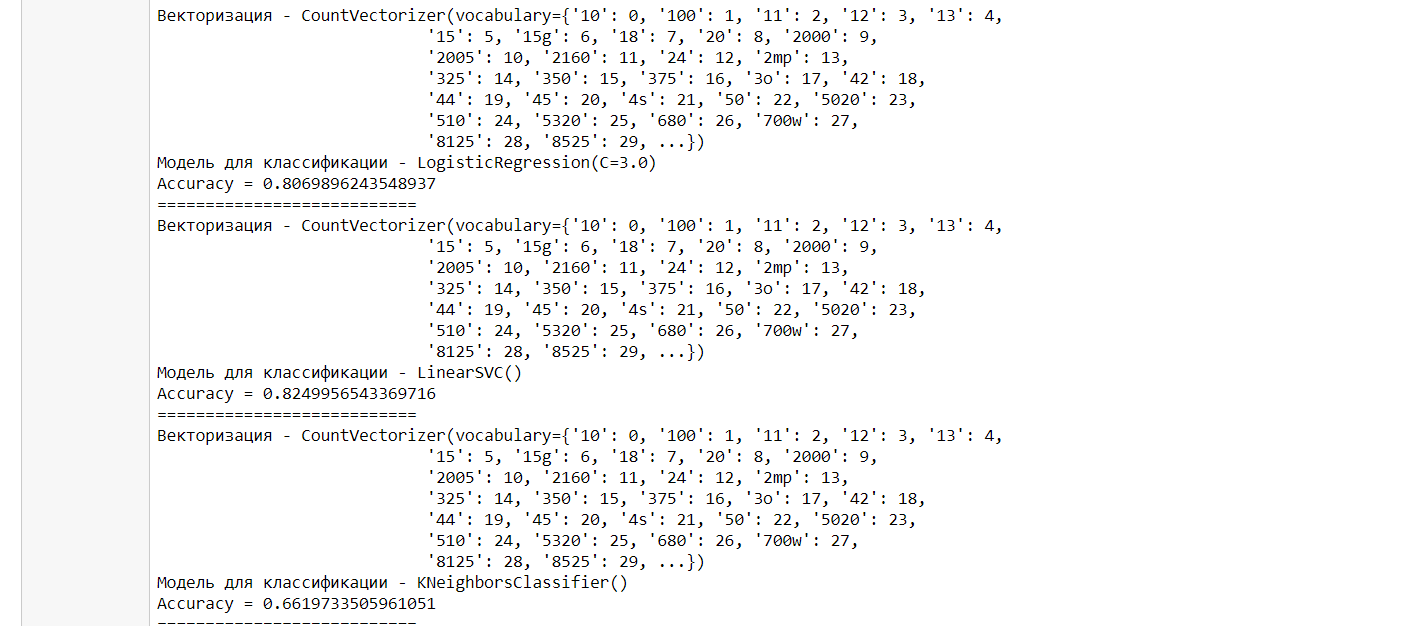 Векторизация - CountVectorizer(vocabulary={'10': 0, '100': 1, '11': 2, '12': 3, '13': 4,
'15': 5, '15g': 6, '18': 7, '20': 8, '2000': 9,
'2005': 10, '2160': 11, '24': 12, '2mp': 13,
'325': 14, '350': 15, '375': 16, '3o': 17, '42': 18,
'44': 19, '45': 20, '4s': 21, '50': 22, '5020': 23,
'510': 24, '5320': 25, '680': 26, '700w': 27,
'8125': 28, '8525': 29, ...})
Модель для классификации - LogisticRegression(C=3.0)
Accuracy = 0.8069896243548937
===========================
Векторизация - CountVectorizer(vocabulary={'10': 0, '100': 1, '11': 2, '12': 3, '13': 4,
'15': 5, '15g': 6, '18': 7, '20': 8, '2000': 9,
'2005': 10, '2160': 11, '24': 12, '2mp': 13,
'325': 14, '350': 15, '375': 16, '3o': 17, '42': 18,
'44': 19, '45': 20, '4s': 21, '50': 22, '5020': 23,
'510': 24, '5320': 25, '680': 26, '700w': 27,
'8125': 28, '8525': 29, ...})
Модель для классификации - LinearSVC()
Accuracy = 0.8249956543369716
===========================
Векторизация - CountVectorizer(vocabulary={'10': 0, '100': 1, '11': 2, '12': 3, '13': 4,
'15': 5, '15g': 6, '18': 7, '20': 8, '2000': 9,
'2005': 10, '2160': 11, '24': 12, '2mp': 13,
'325': 14, '350': 15, '375': 16, '3o': 17, '42': 18,
'44': 19, '45': 20, '4s': 21, '50': 22, '5020': 23,
'510': 24, '5320': 25, '680': 26, '700w': 27,
'8125': 28, '8525': 29, ...})
Модель для классификации - KNeighborsClassifier()
Accuracy = 0.6619733505961051
===========================